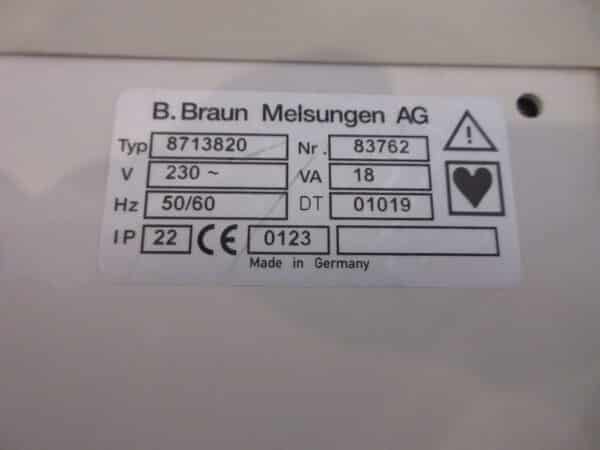 B. Braun Melsungen AG
Typ 8713820 Nr. 83762
V 230 ~ VA 18
Hz 50/60 DT 01019
IP 22 CE 0123
Made in Germany